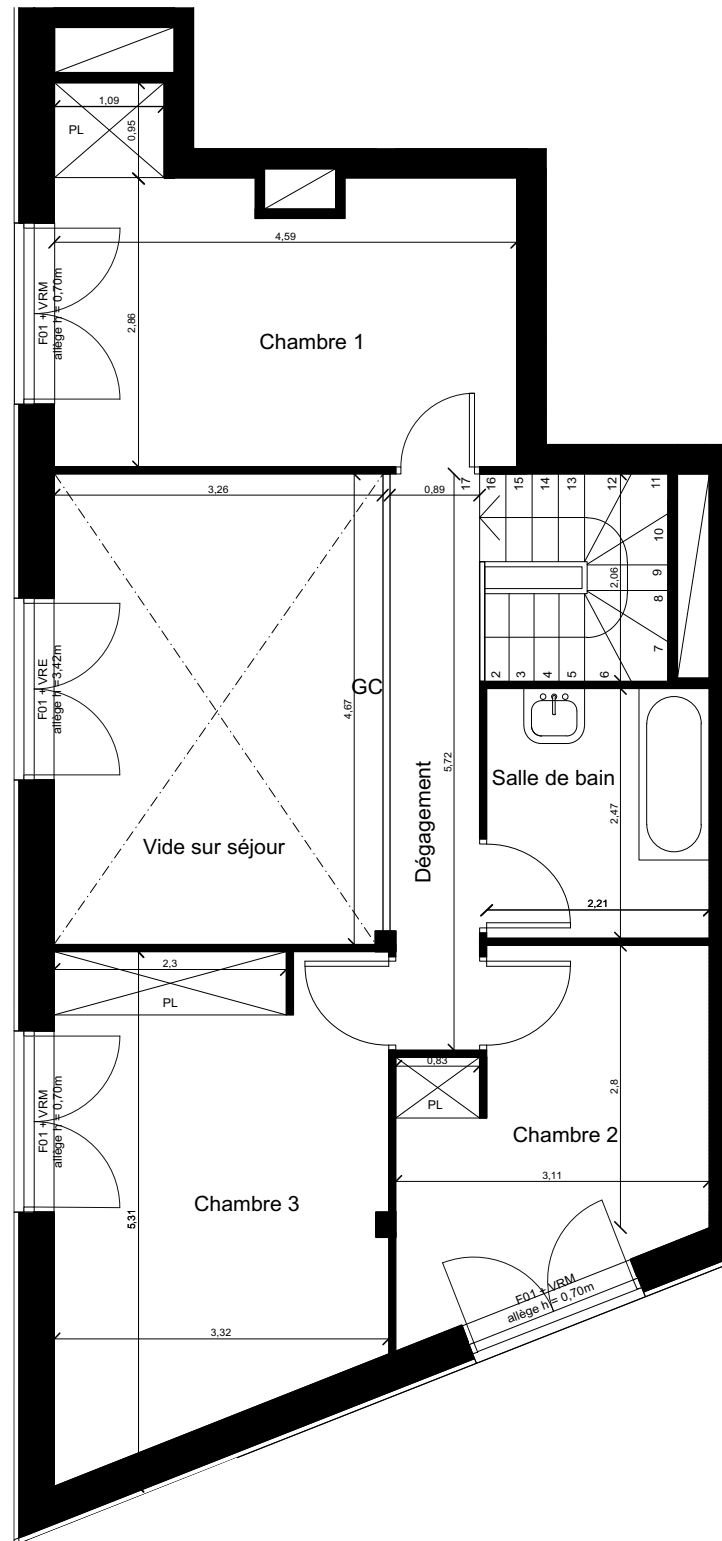 1,09
PL
0,95
4,59
F01 + VRM
allège h = 0,70m
2,86
Chambre 1
3,26
0,89
17
16
15
14
13
12
11
10
9
8
7
2,06
2
3
4
5
6
F01 + VRE
allège h =3,42m
GC
4,67
5,72
Dégagement
Salle de bain
2,47
Vide sur séjour
2,21
2,3
PL
0,83
PL
2,8
F01 + VRM
allège h = 0,70m
Chambre 2
3,11
Chambre 3
5,31
F01 + VRM
allège h = 0,70m
3,32